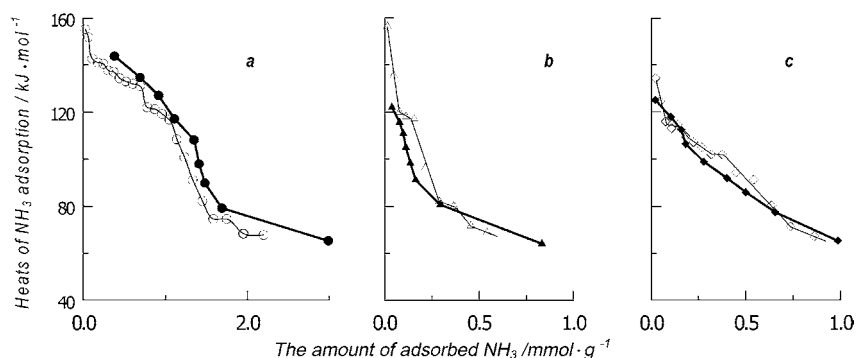 Heats of NH3 adsorption / kJ·mol-1
160
120
80
40
a
b
c
0.0 2.0
0.0 0.5 1.0
0.0 0.5 1.0
The amount of adsorbed NH3 /mmol·g-1